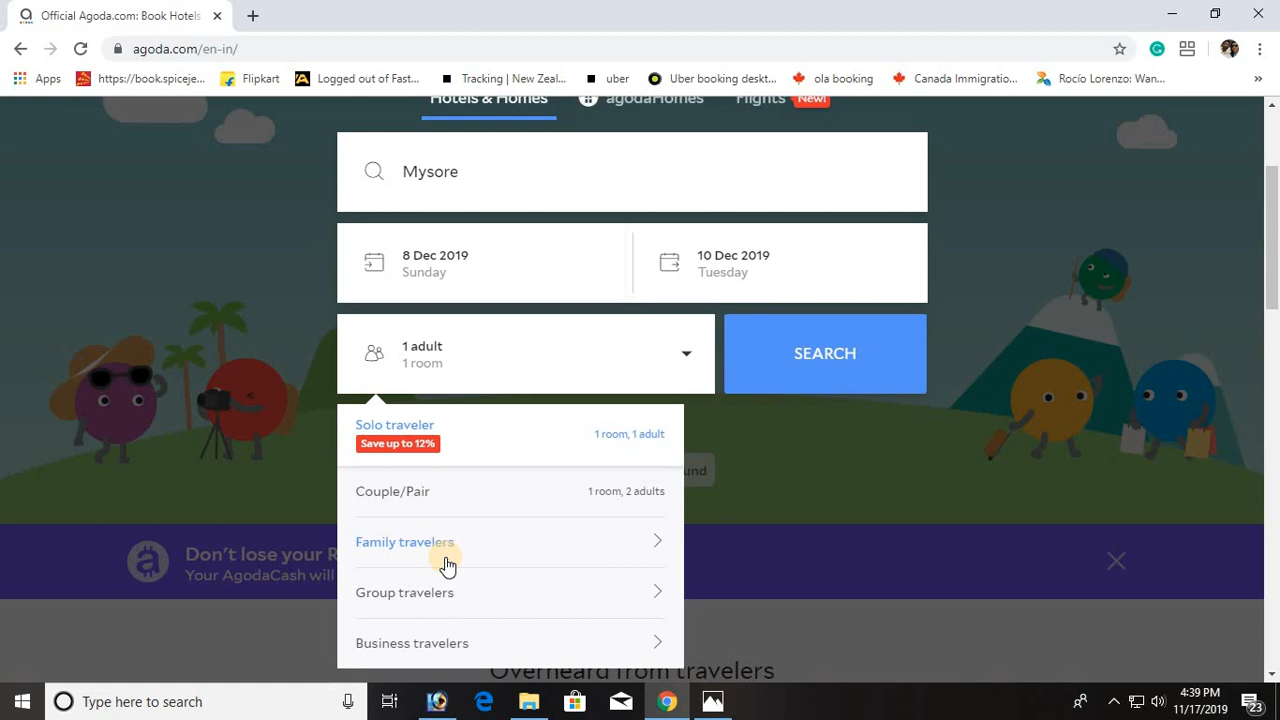 Official Agoda.com: Book Hotels
agoda.com/en-in/
Apps https://book.spiceje... Flipkart Logged out of Fast... Tracking | New Zeal... uber Uber booking deskt... ola booking Canada Immigratio... Rocío Lorenzo: Wan... »
Hotels & Homes agodaHomes Flights New!
Mysore
8 Dec 2019
Sunday
10 Dec 2019
Tuesday
1 adult
1 room
SEARCH
Solo traveler
Save up to 12%
1 room, 1 adult
und
Couple/Pair 1 room, 2 adults
Family travelers
Group travelers
Business travelers
Don't lose your R
Your AgodaCash will
Overheard from travelers
Type here to search
4:39 PM
11/17/2019
23